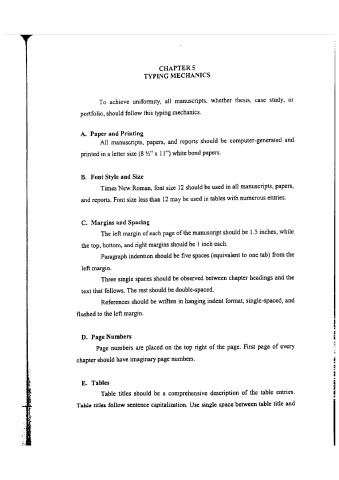 CHAPTER 5
TYPING MECHANICS
To achieve uniformity, all manuscripts, whether thesis, case study, or
portfolio, should follow this typing mechanics.
A. Paper and Printing
All manuscripts, papers, and reports should be computer-generated and
printed in a letter size (8 ½" x 11") white bond papers.
B. Font Style and Size
Times New Roman, font size 12 should be used in all manuscripts, papers,
and reports. Font size less than 12 may be used in tables with numerous entries.
C. Margins and Spacing
The left margin of each page of the manuscript should be 1.5 inches, while
the top, bottom, and right margins should be 1 inch each.
Paragraph indention should be five spaces (equivalent to one tab) from the
left margin.
Three single spaces should be observed between chapter headings and the
text that follows. The rest should be double-spaced.
References should be written in hanging indent format, single-spaced, and
flushed to the left margin.
D. Page Numbers
Page numbers are placed on the top right of the page. First page of every
chapter should have imaginary page numbers.
E. Tables
Table titles should be a comprehensive description of the table entries.
Table titles follow sentence capitalization. Use single space between table title and